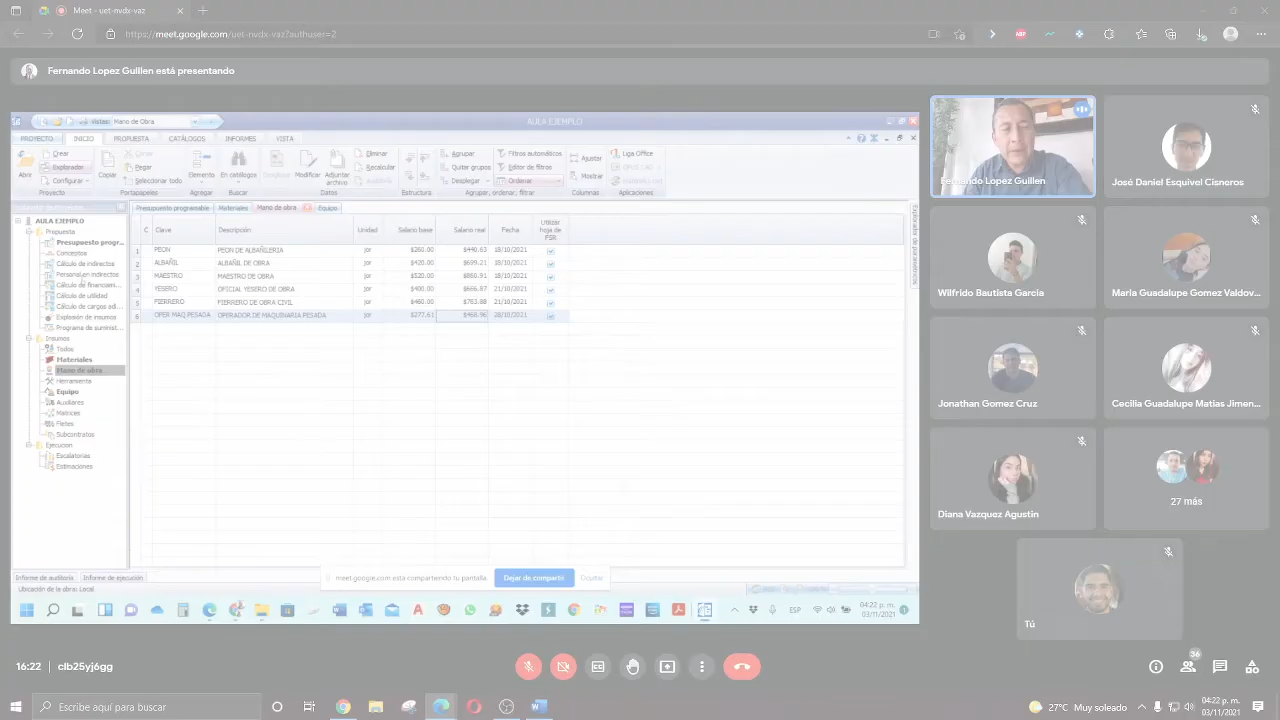 Meet - uet-nvdx-vaz
https://meet.google.com/uet-nvdx-vaz?authuser=2
Fernando Lopez Guillen está presentando
Vistas: Mano de Obra
AULA EJEMPLO
PROYECTO INICIO PROPUESTA CATÁLOGOS INFORMES VISTA
Abrir
Crear
Explorador
Configurar
Proyecto
Copiar
Cortar
Pegar
Seleccionar todo
Portapapeles
Elemento
Agregar
En catálogos
Buscar
Modificar
Adjuntar archivo
Eliminar
Recalcular
Datos
Estructura
Agrupar
Quitar grupos
Desplegar
Filtros automáticos
Editor de filtros
Ordenar
Agrupar, ordenar, filtrar
Ajustar
Mostrar
Columnas
Liga Office
Aplicaciones
AULA EJEMPLO
Propuesta
Presupuesto progr...
Conceptos
Cálculo de indirectos
Personal en indirectos
Cálculo de financiam...
Cálculo de utilidad
Cálculo de cargos adi...
Explosión de insumos
Programa de suminist...
Insumos
Todos
Materiales
Mano de obra
Herramienta
Equipo
Auxiliares
Matrices
Fletes
Subcontratos
Ejecucion
Escalatorias
Estimaciones
Presupuesto programable Materiales Mano de obra Equipo
C Clave Descripción Unidad Salario base Salario real Fecha Utilizar hoja de FSR
1 PEON PEON DE ALBAÑILERIA jor $260.00 $440.63 18/10/2021
2 ALBAÑIL ALBAÑIL DE OBRA jor $420.00 $699.21 18/10/2021
3 MAESTRO MAESTRO DE OBRA jor $520.00 $860.91 18/10/2021
4 YESERO OFICIAL YESERO DE OBRA jor $400.00 $666.87 21/10/2021
5 FIERRERO FIERRERO DE OBRA CIVIL jor $460.00 $763.88 21/10/2021
6 OPER MAQ PESADA OPERADOR DE MAQUINARIA PESADA jor $277.61 $468.96 28/10/2021
Explorador de parametricos
Informe de auditoría Informe de ejecución
Ubicación de la obra: Local
meet.google.com está compartiendo tu pantalla.
Dejar de compartir
Ocultar
ESP
04:22 p. m.
03/11/2021
Fernando Lopez Guillen
José Daniel Espinosa Cisneros
Wilfrido Bautista Garcia
Maria Guadalupe Gomez Valdov...
Jonathan Gomez Cruz
Cecilia Guadalupe Matias Jimen...
Diana Vazquez Agustin
27 más
Tú
16:22 | clb25yj6gg
36
Escribe aquí para buscar
27°C Muy soleado
04:22 p. m.
03/11/2021